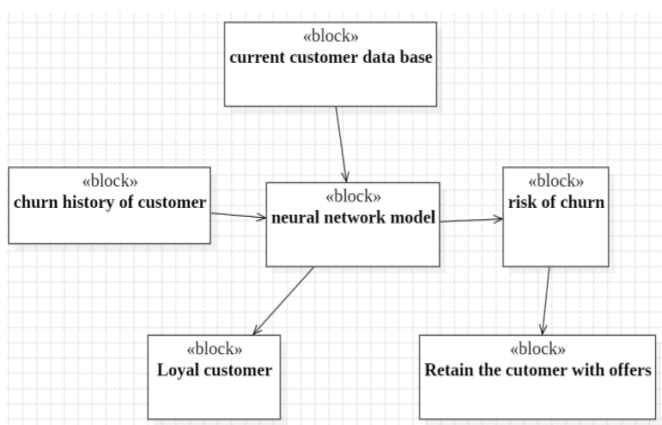 «block»
current customer data base
«block»
churn history of customer
«block»
neural network model
«block»
risk of churn
«block»
Loyal customer
«block»
Retain the cutomer with offers